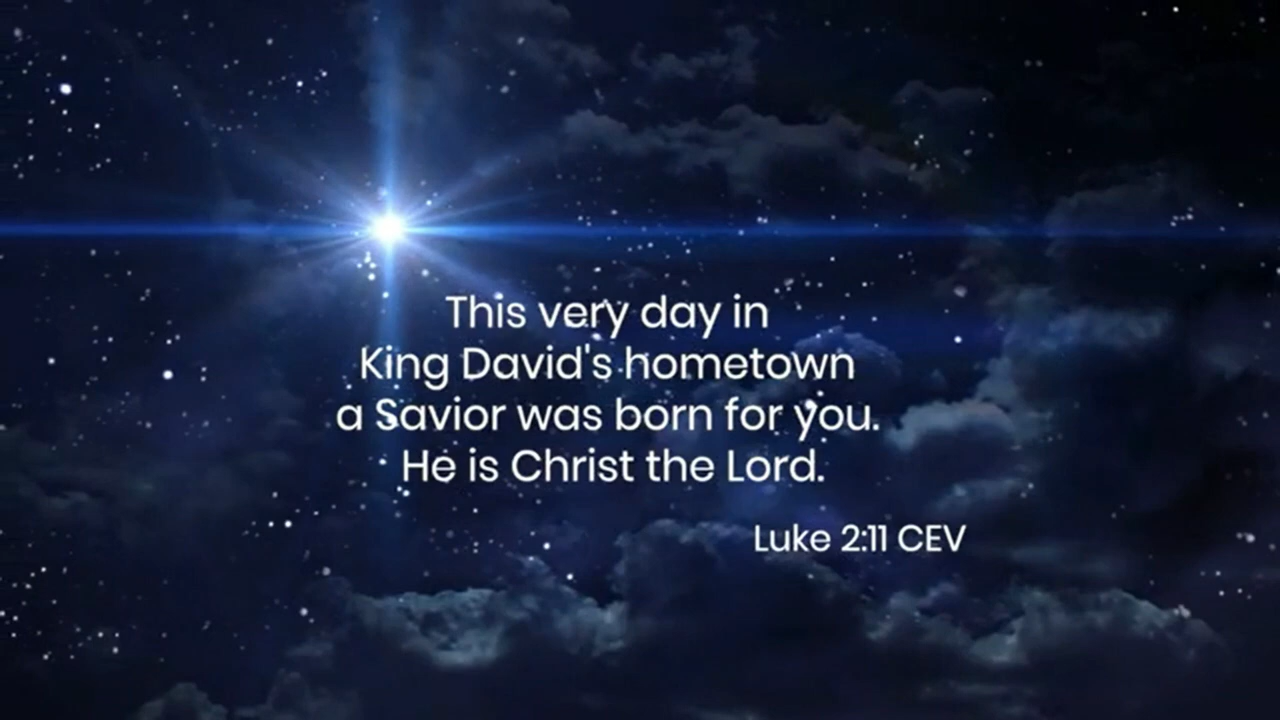 This very day in
King David's hometown
a Savior was born for you.
He is Christ the Lord.
Luke 2:11 CEV